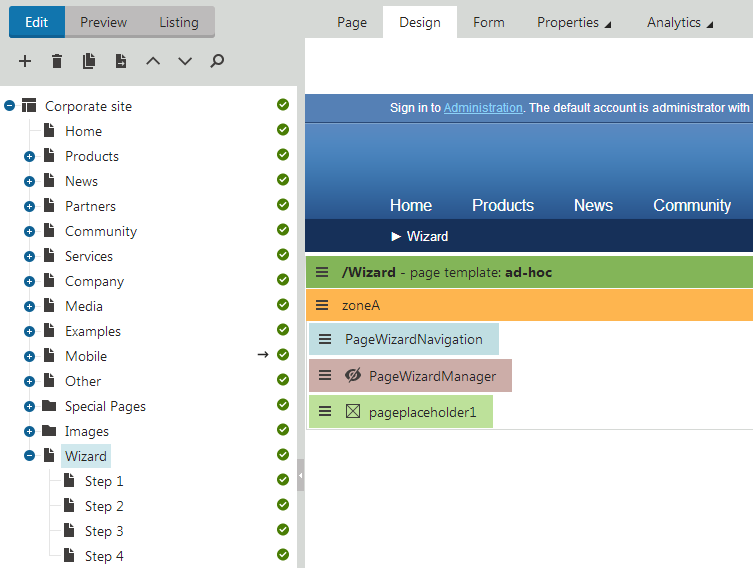 Edit Preview Listing
Page Design Form Properties Analytics
Corporate site
Home
Products
News
Partners
Community
Services
Company
Media
Examples
Mobile
Other
Special Pages
Images
Wizard
Step 1
Step 2
Step 3
Step 4
Sign in to Administration. The default account is administrator with
Home Products News Community
Wizard
/Wizard - page template: ad-hoc
zoneA
PageWizardNavigation
PageWizardManager
pageplaceholder1